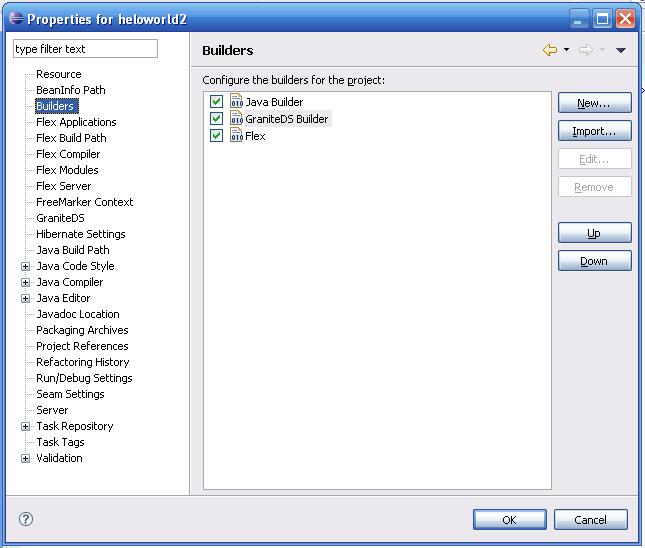 Properties for heloworld2
type filter text
Resource
BeanInfo Path
Builders
Flex Applications
Flex Build Path
Flex Compiler
Flex Modules
Flex Server
FreeMarker Context
GraniteDS
Hibernate Settings
Java Build Path
Java Code Style
Java Compiler
Java Editor
Javadoc Location
Packaging Archives
Project References
Refactoring History
Run/Debug Settings
Seam Settings
Server
Task Repository
Task Tags
Validation
Builders
Configure the builders for the project:
Java Builder
GraniteDS Builder
Flex
New...
Import...
Edit...
Remove
Up
Down
OK
Cancel